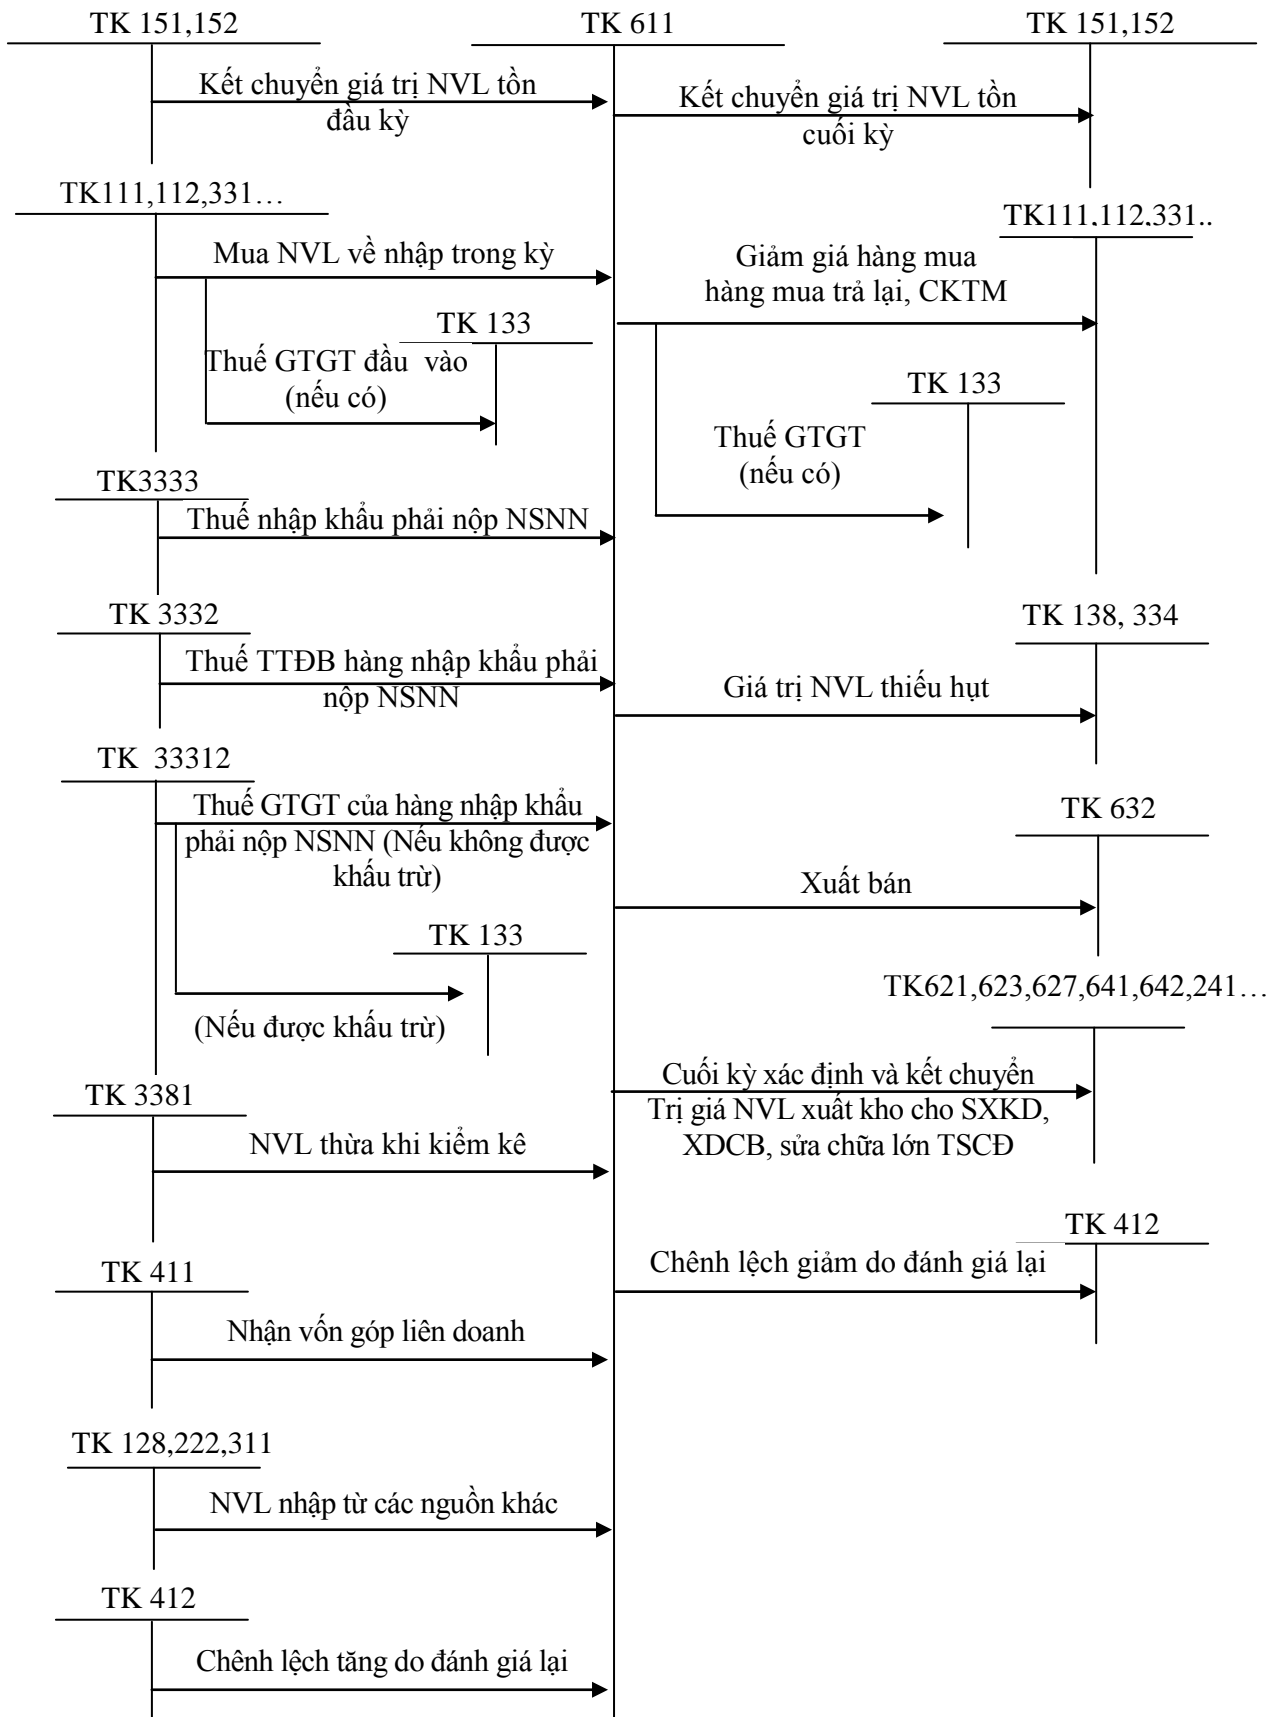 TK 151,152
TK 611
TK 151,152
Kết chuyển giá trị NVL tồn
đầu kỳ
Kết chuyển giá trị NVL tồn
cuối kỳ
TK111,112,331…
TK111,112,331..
Mua NVL về nhập trong kỳ
Giảm giá hàng mua
hàng mua trả lại, CKTM
TK 133
Thuế GTGT đầu vào
(nếu có)
TK 133
Thuế GTGT
(nếu có)
TK3333
Thuế nhập khẩu phải nộp NSNN
TK 3332
Thuế TTĐB hàng nhập khẩu phải
nộp NSNN
TK 138, 334
Giá trị NVL thiếu hụt
TK 33312
Thuế GTGT của hàng nhập khẩu
phải nộp NSNN (Nếu không được
khấu trừ)
TK 632
Xuất bán
TK 133
(Nếu được khấu trừ)
TK621,623,627,641,642,241…
Cuối kỳ xác định và kết chuyển
Trị giá NVL xuất kho cho SXKD,
XDCB, sửa chữa lớn TSCĐ
TK 3381
NVL thừa khi kiểm kê
TK 412
Chênh lệch giảm do đánh giá lại
TK 411
Nhận vốn góp liên doanh
TK 128,222,311
NVL nhập từ các nguồn khác
TK 412
Chênh lệch tăng do đánh giá lại